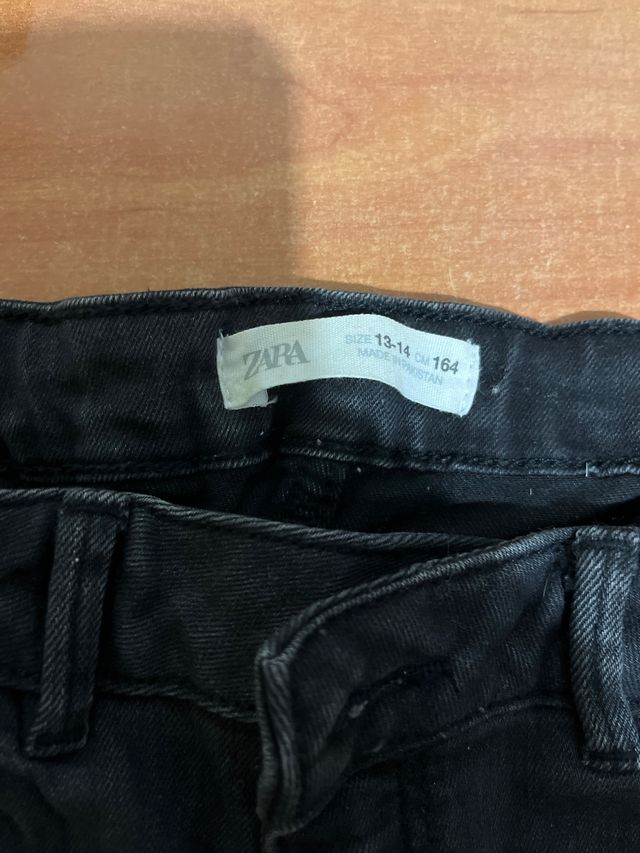 ZARA
SIZE 13-14 CM 164
MADE IN PAKISTAN